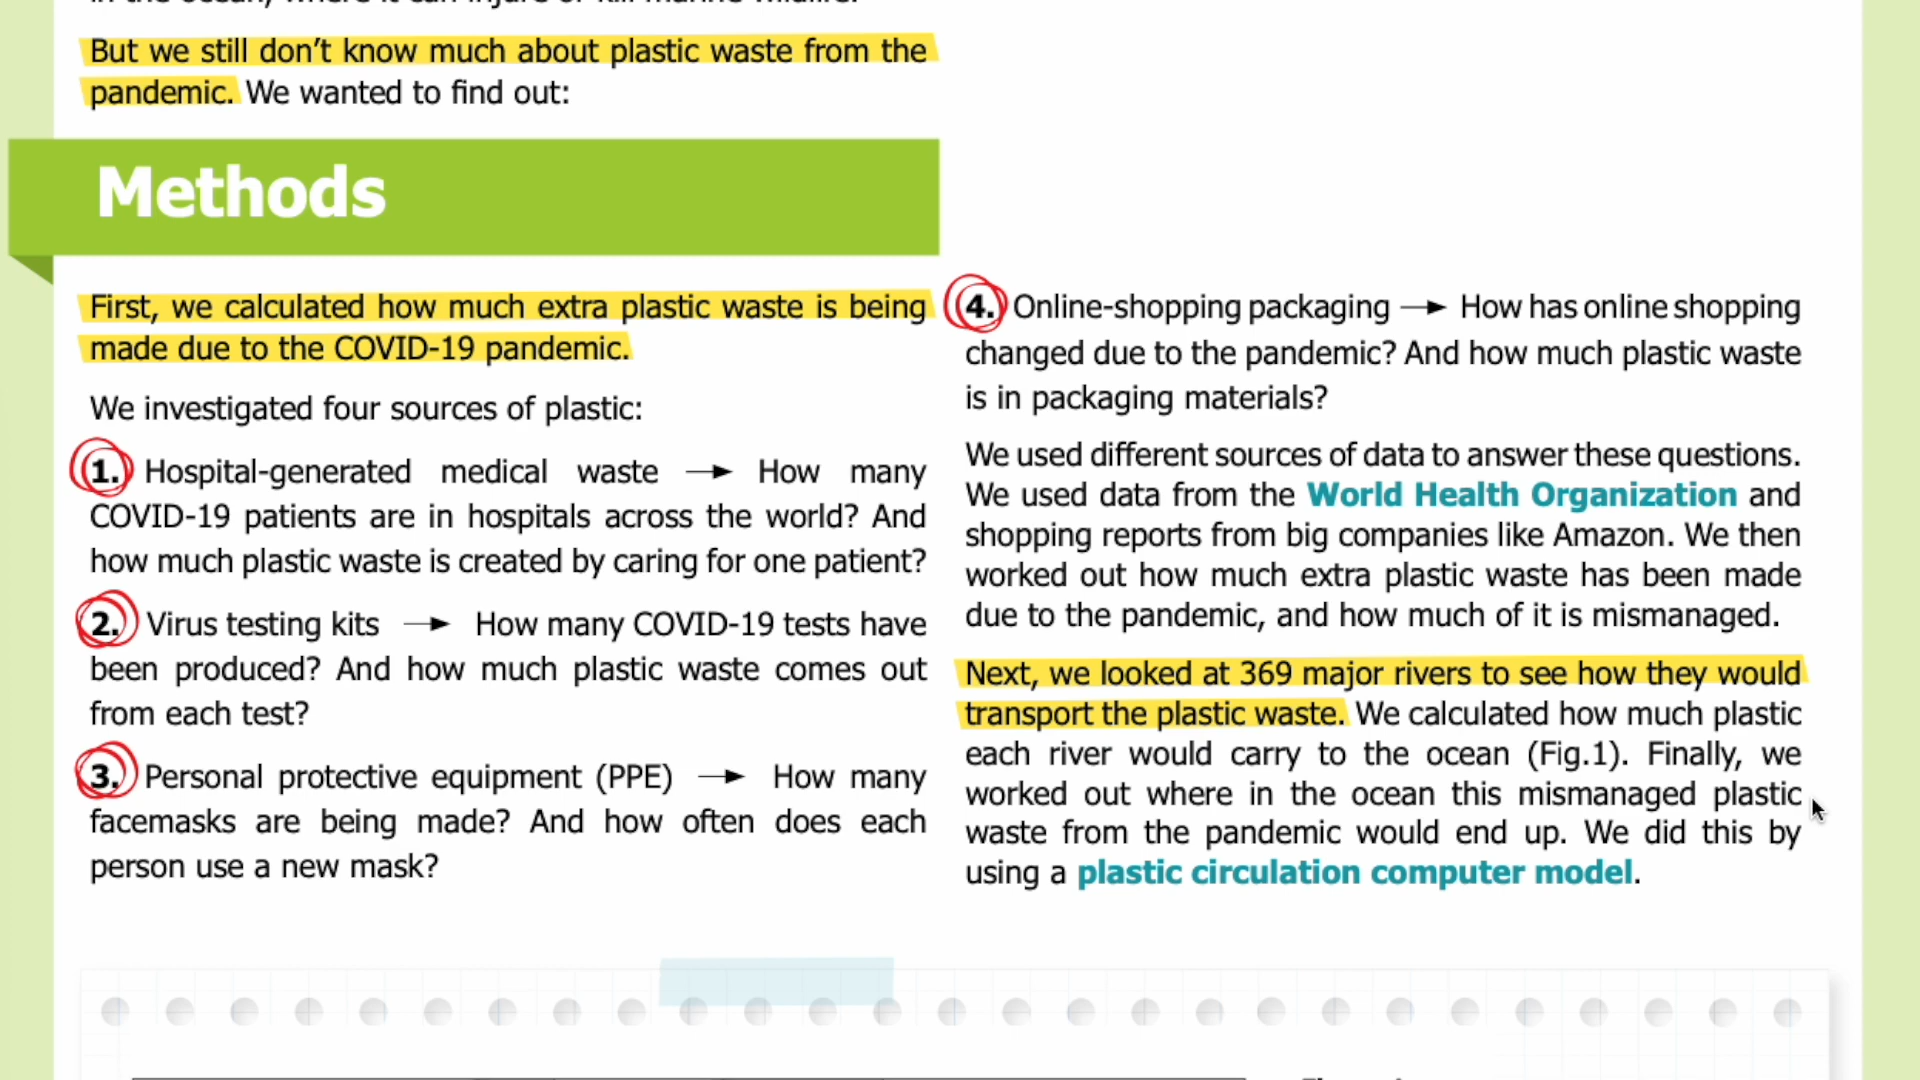 in the ocean, where it can injure or kill marine wildlife.
But we still don’t know much about plastic waste from the
pandemic. We wanted to find out:
Methods
First, we calculated how much extra plastic waste is being
made due to the COVID-19 pandemic.
We investigated four sources of plastic:
1. Hospital-generated medical waste → How many
COVID-19 patients are in hospitals across the world? And
how much plastic waste is created by caring for one patient?
2. Virus testing kits → How many COVID-19 tests have
been produced? And how much plastic waste comes out
from each test?
3. Personal protective equipment (PPE) → How many
facemasks are being made? And how often does each
person use a new mask?
4. Online-shopping packaging → How has online shopping
changed due to the pandemic? And how much plastic waste
is in packaging materials?
We used different sources of data to answer these questions.
We used data from the World Health Organization and
shopping reports from big companies like Amazon. We then
worked out how much extra plastic waste has been made
due to the pandemic, and how much of it is mismanaged.
Next, we looked at 369 major rivers to see how they would
transport the plastic waste. We calculated how much plastic
each river would carry to the ocean (Fig.1). Finally, we
worked out where in the ocean this mismanaged plastic
waste from the pandemic would end up. We did this by
using a plastic circulation computer model.